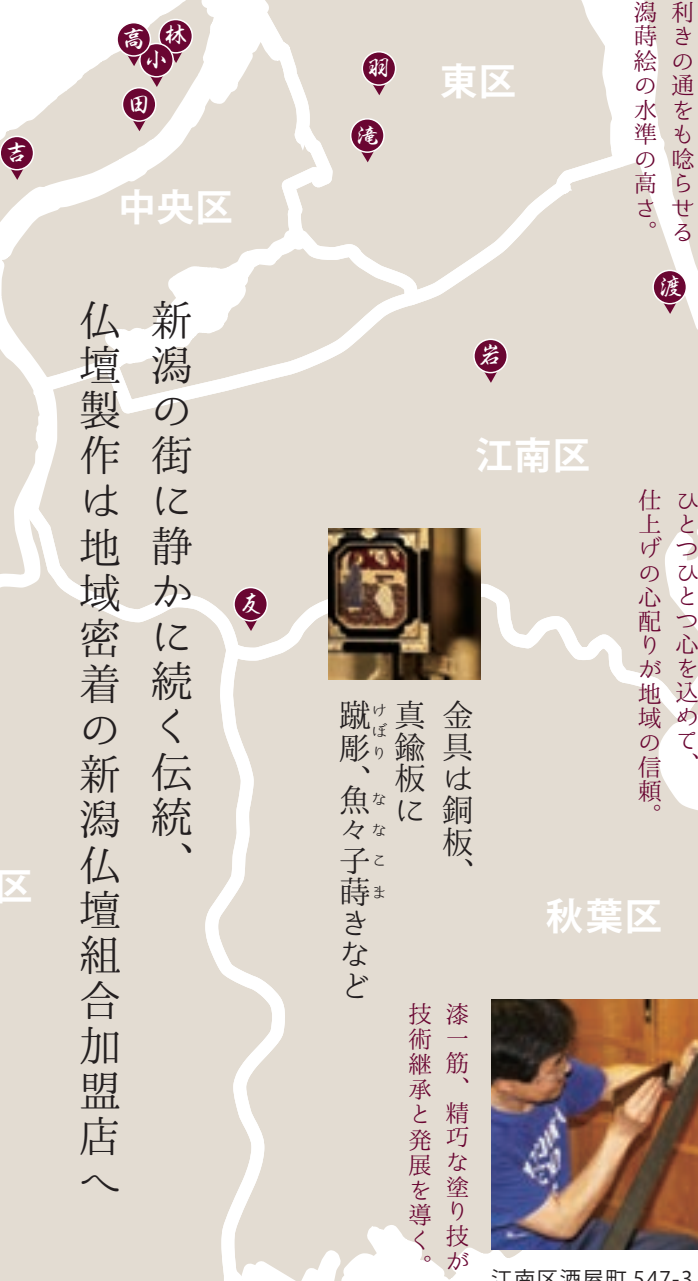 利きの通をも唸らせる
潟蒔絵の水準の高さ。
高
林
小
田
吉
羽
滝
東区
中央区
渡
岩
江南区
新潟の街に静かに続く伝統、
仏壇製作は地域密着の新潟仏壇組合加盟店へ
ひとつひとつ心を込めて、
仕上げの心配りが地域の信頼。
友
金具は銅板、
真鍮板に
蹴彫、魚々子蒔きなど
けぼり ななこま
区
秋葉区
漆一筋、精巧な塗り技が
技術継承と発展を導く。
江南区酒屋町 547-3